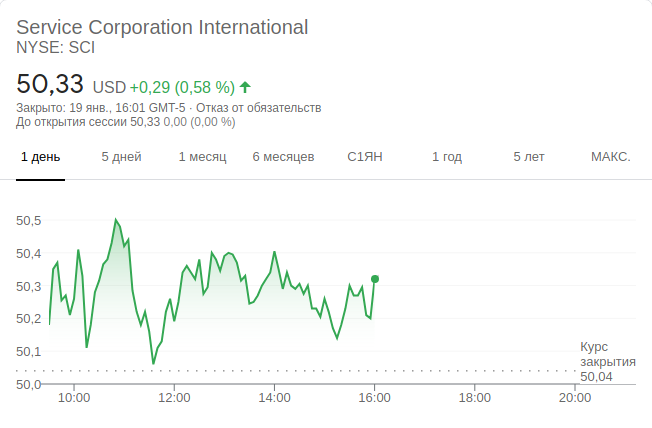 Service Corporation International
NYSE: SCI
50,33 USD +0,29 (0,58 %)
Закрыто: 19 янв., 16:01 GMT-5 · Отказ от обязательств
До открытия сессии 50,33 0,00 (0,00 %)
1 день 5 дней 1 месяц 6 месяцев С1ЯН 1 год 5 лет МАКС.
50,5
50,4
50,3
50,2
50,1
50,0
Курс
закрытия
50,04
10:00 12:00 14:00 16:00 18:00 20:00